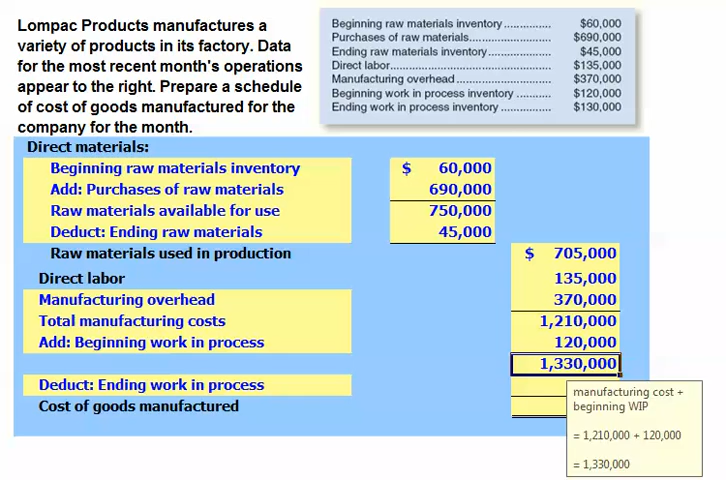 Lompac Products manufactures a
variety of products in its factory. Data
for the most recent month's operations
appear to the right. Prepare a schedule
of cost of goods manufactured for the
company for the month.
Beginning raw materials inventory............... $60,000
Purchases of raw materials......................... $690,000
Ending raw materials inventory................... $45,000
Direct labor................................................ $135,000
Manufacturing overhead............................ $370,000
Beginning work in process inventory .......... $120,000
Ending work in process inventory ............... $130,000
Direct materials:
Beginning raw materials inventory $ 60,000
Add: Purchases of raw materials 690,000
Raw materials available for use 750,000
Deduct: Ending raw materials 45,000
Raw materials used in production $ 705,000
Direct labor 135,000
Manufacturing overhead 370,000
Total manufacturing costs 1,210,000
Add: Beginning work in process 120,000
1,330,000
Deduct: Ending work in process
Cost of goods manufactured
manufacturing cost +
beginning WIP
= 1,210,000 + 120,000
= 1,330,000